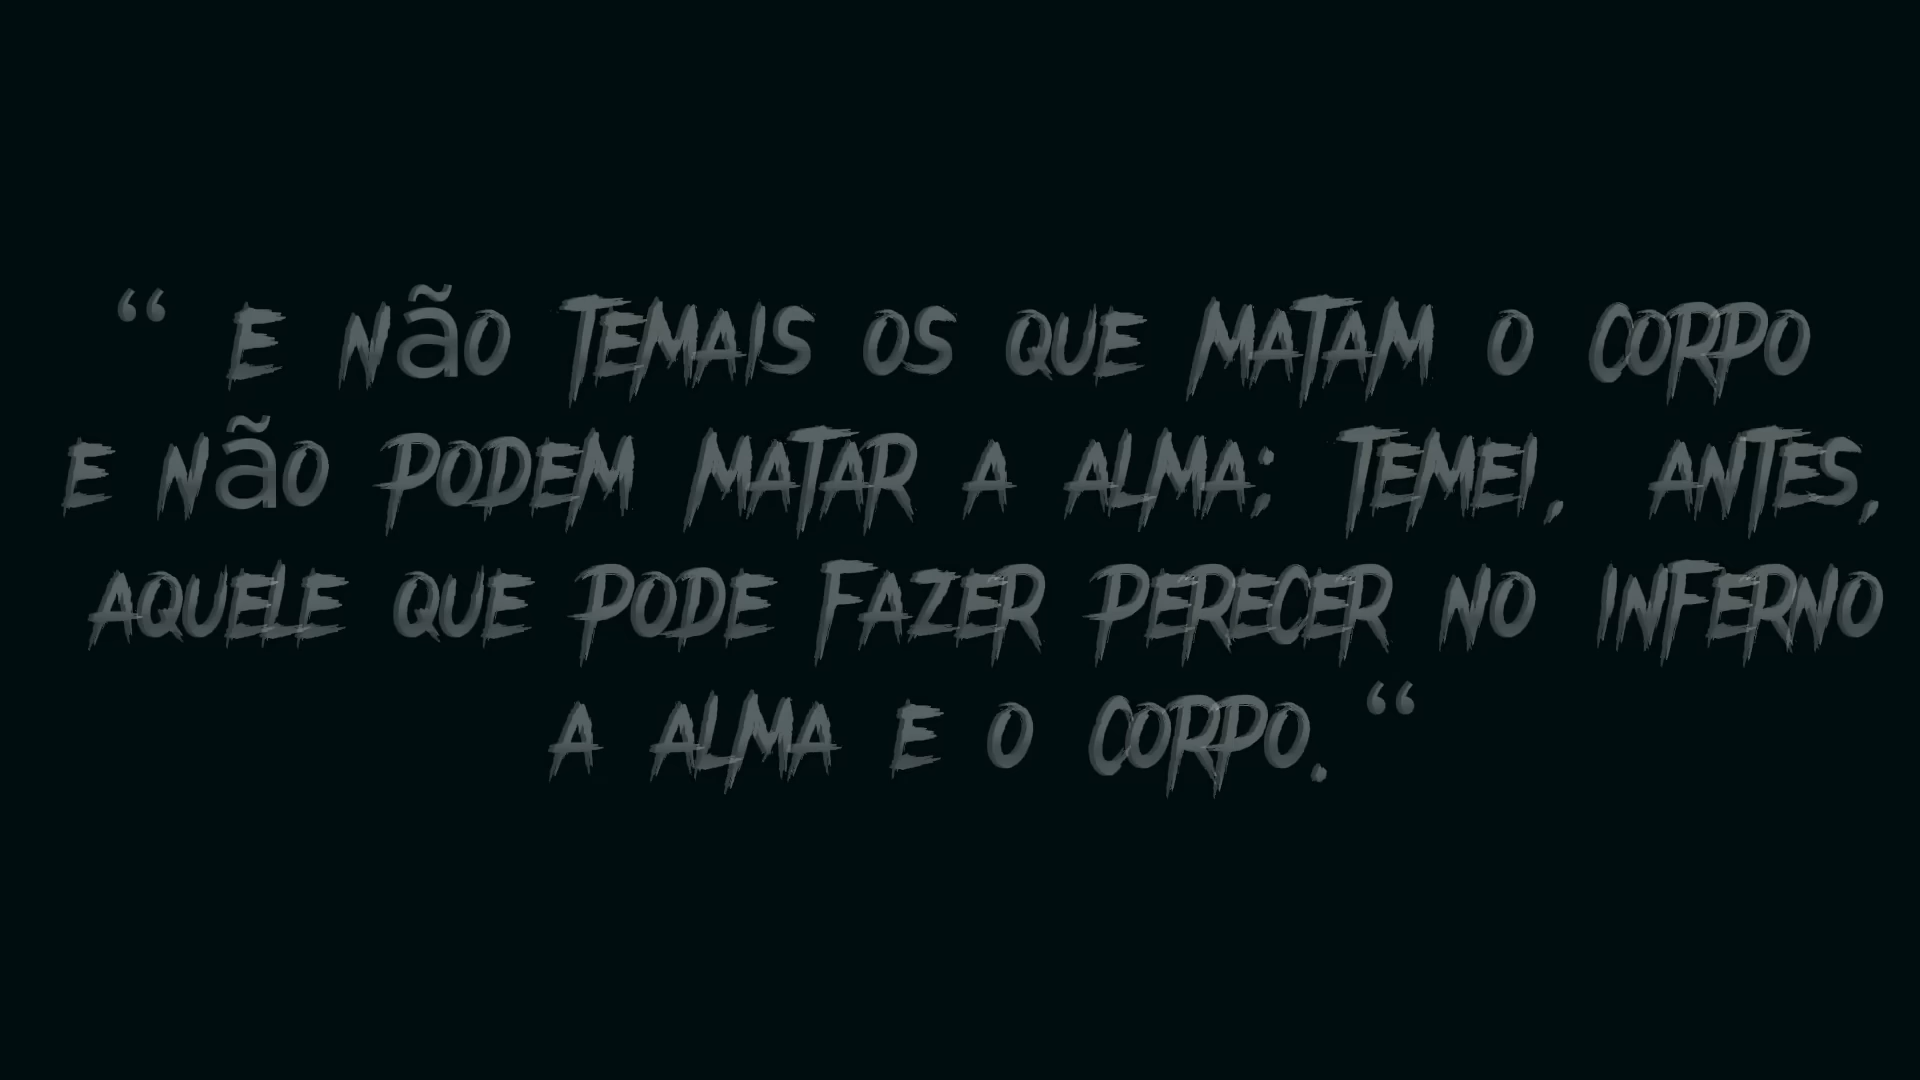 “ E NãO TEMAIS OS QUE MATAM O CORPO
E NãO PODEM MATAR A ALMA; TEMEI, ANTES,
AQUELE QUE PODE FAZER PERECER NO INFERNO
A ALMA E O CORPO. “